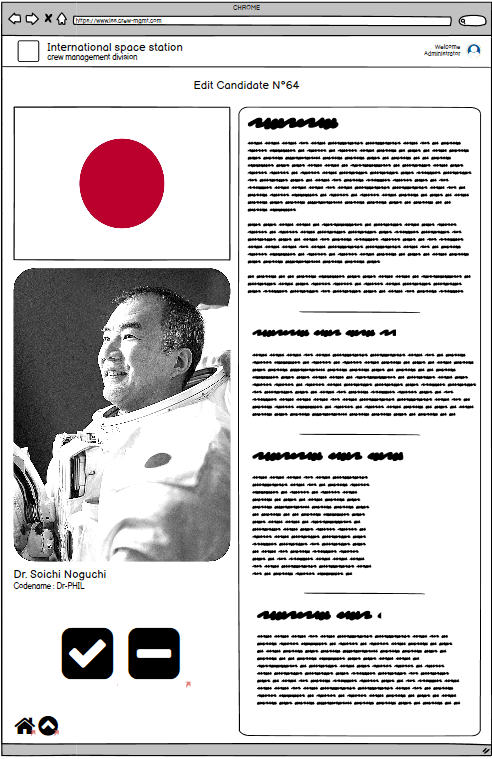 CHROME
https://www.iss.crew-mgmt.com
International space station
crew management division
Welcome
Administrator
Edit Candidate N°64
Dr. Soichi Noguchi
Codename : Dr-PHIL